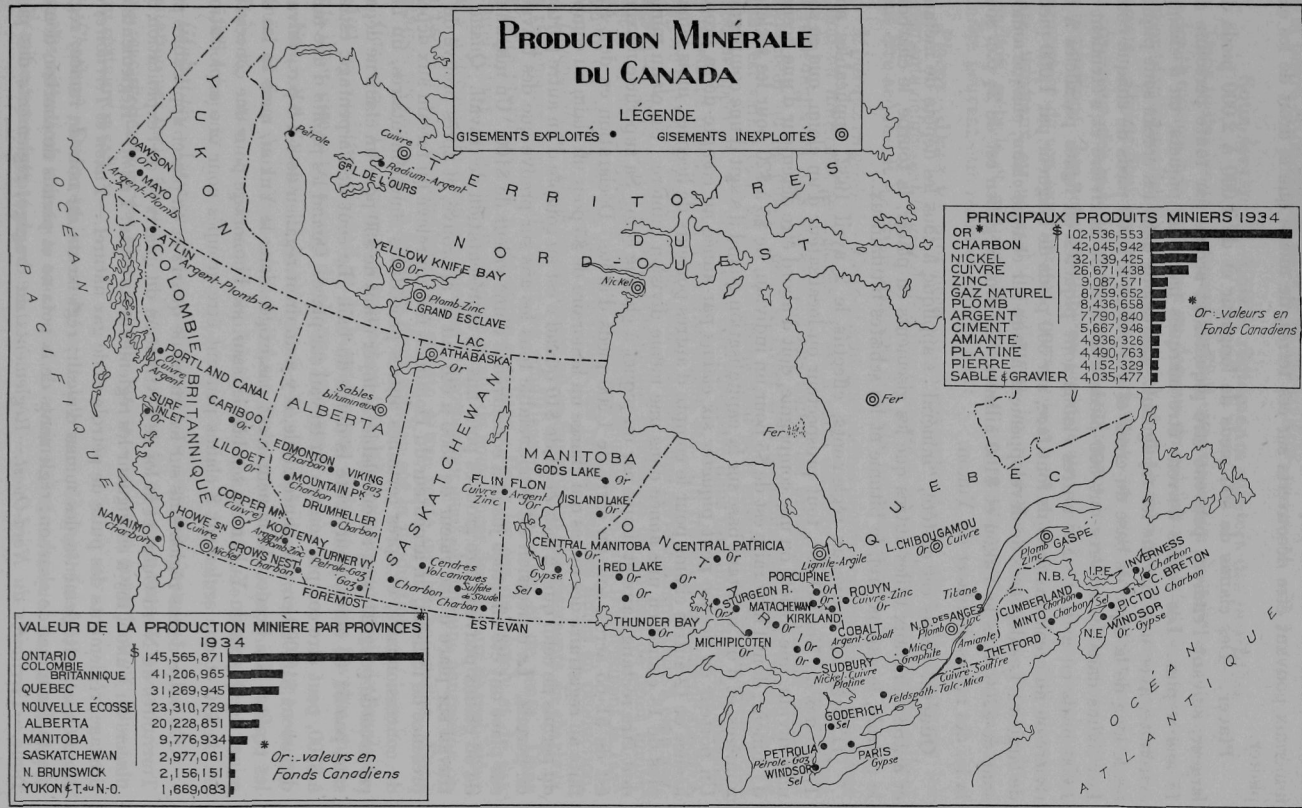 PRODUCTION MINÉRALE
DU CANADA
LÉGENDE
GISEMENTS EXPLOITÉS
GISEMENTS INEXPLOITÉS
YUKON
DAWSON
Or
MAYO
Argent-Plomb
ATLIN
Argent-Plomb-Or
OCÉAN
PACIFIQUE
Pétrole
Cuivre
Radium-Argent
GR L. DE L'OURS
TERRITOIRES
DU
NORD-OUEST
YELLOW KNIFE BAY
Or
Plomb-Zinc
L. GRAND ESCLAVE
Nickel
LAC
ATHABASKA
Or
COLOMBIE
BRITANNIQUE
PORTLAND CANAL
Or
Cuivre
Argent
SURF
INLET
Or
CARIBOO
Or
LILOOET
Or
COPPER MN
Cuivre
HOWE SN
Cuivre
NANAIMO
Charbon
Nickel
KOOTENAY
Argent
Plomb-Zinc
CROWS NEST
Charbon
ALBERTA
Sables
bitumineux
EDMONTON
Charbon
VIKING
Gaz
MOUNTAIN PK
Charbon
DRUMHELLER
Charbon
TURNER VY.
Pétrole-Gaz
Gaz
FOREMOST
SASKATCHEWAN
Cendres
Volcaniques
Charbon
Sulfate
de Soude
Charbon
ESTEVAN
MANITOBA
GOD'S LAKE
Or
FLIN FLON
Cuivre
Zinc
Argent
Or
ISLAND LAKE
Or
CENTRAL MANITOBA
Or
Gypse
Sel
ONTARIO
RED LAKE
Or
Or
CENTRAL PATRICIA
Or
Or
THUNDER BAY
Or
STURGEON R.
Or
MICHIPICOTEN
Or
Lignite-Argile
PORCUPINE
Or
MATACHEWAN
Or
KIRKLAND
Or
COBALT
Argent-Cobalt
Or
SUDBURY
Nickel-Cuivre
Platine
GODERICH
Sel
PETROLIA
Pétrole-Gaz
WINDSOR
Sel
PARIS
Gypse
Feldspath-Talc-Mica
QUEBEC
Fer
Fer
L. CHIBOUGAMOU
Or
Cuivre
ROUYN
Cuivre-Zinc
Or
Titane
N.D. DES ANGES
Plomb
Zinc
Mica
Graphite
Amiante
THETFORD
Cuivre-Souffre
GASPE
Plomb
Zinc
N.B.
I.P.E.
CUMBERLAND
Charbon
Sel
MINTO
Charbon
INVERNESS
Charbon
C. BRETON
Charbon
PICTOU
WINDSOR
Or-Gypse
N.E.
OCÉAN
ATLANTIQUE
PRINCIPAUX PRODUITS MINIERS 1934
OR * $ 102,536,553
CHARBON 42,045,942
NICKEL 32,139,425
CUIVRE 26,671,438
ZINC 9,087,571
GAZ NATUREL 8,759,652
PLOMB 8,436,658
ARGENT 7,790,840
CIMENT 5,667,946
AMIANTE 4,936,326
PLATINE 4,490,763
PIERRE 4,152,329
SABLE & GRAVIER 4,035,477
* Or:_valeurs en
Fonds Canadiens
VALEUR DE LA PRODUCTION MINIÈRE PAR PROVINCES *
1934
ONTARIO $ 145,565,871
COLOMBIE
BRITANNIQUE 41,206,965
QUEBEC 31,269,945
NOUVELLE ÉCOSSE 23,310,729
ALBERTA 20,228,851
MANITOBA 9,776,934
SASKATCHEWAN 2,977,061
N. BRUNSWICK 2,156,151
YUKON & T. du N.-O. 1,669,083
* Or:_valeurs en
Fonds Canadiens